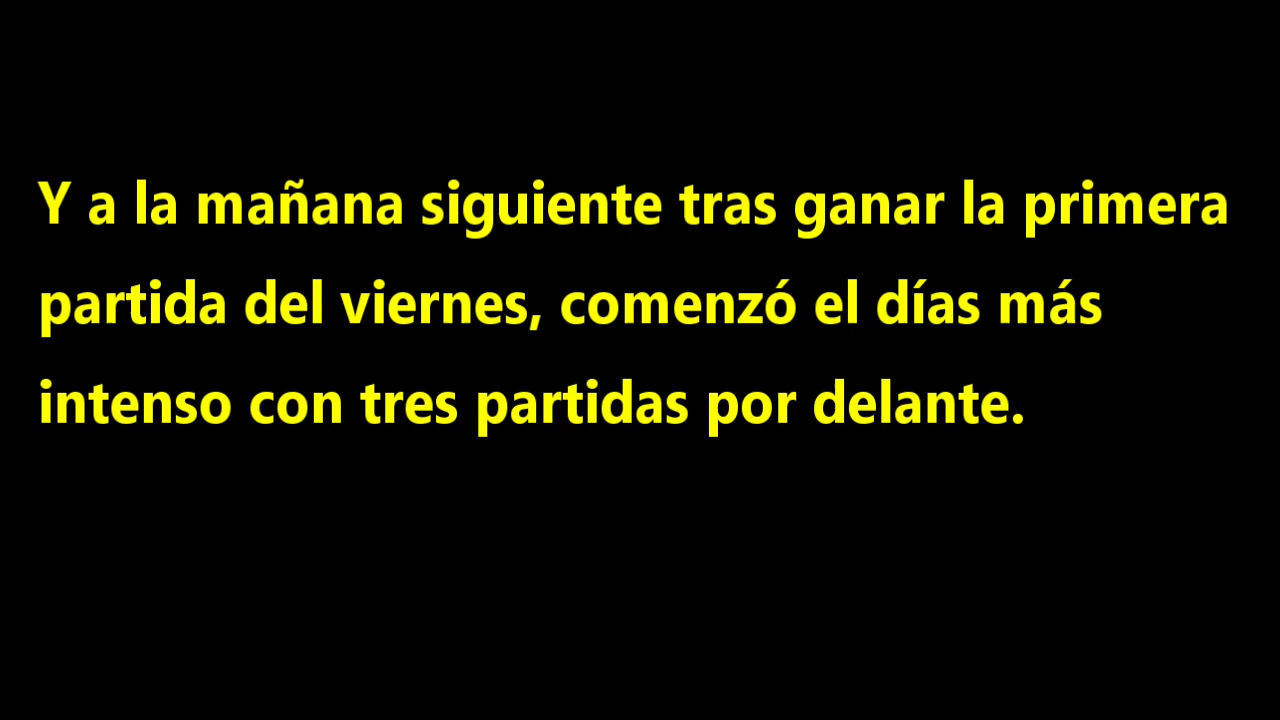 Y a la mañana siguiente tras ganar la primera
partida del viernes, comenzó el días más
intenso con tres partidas por delante.